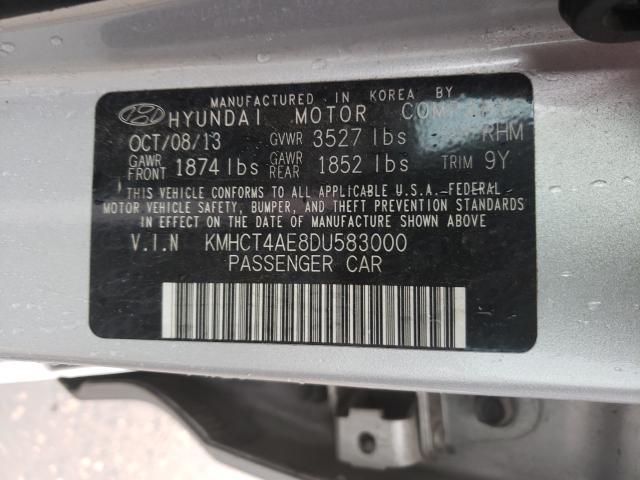 MANUFACTURED IN KOREA BY
HYUNDAI MOTOR COMPANY
OCT/08/13 GVWR 3527 lbs RHM
GAWR FRONT 1874 lbs GAWR REAR 1852 lbs TRIM 9Y
THIS VEHICLE CONFORMS TO ALL APPLICABLE U.S.A.-FEDERAL
MOTOR VEHICLE SAFETY, BUMPER, AND THEFT PREVENTION STANDARDS
IN EFFECT ON THE DATE OF MANUFACTURE SHOWN ABOVE
V.I.N KMHCT4AE8DU583000
PASSENGER CAR